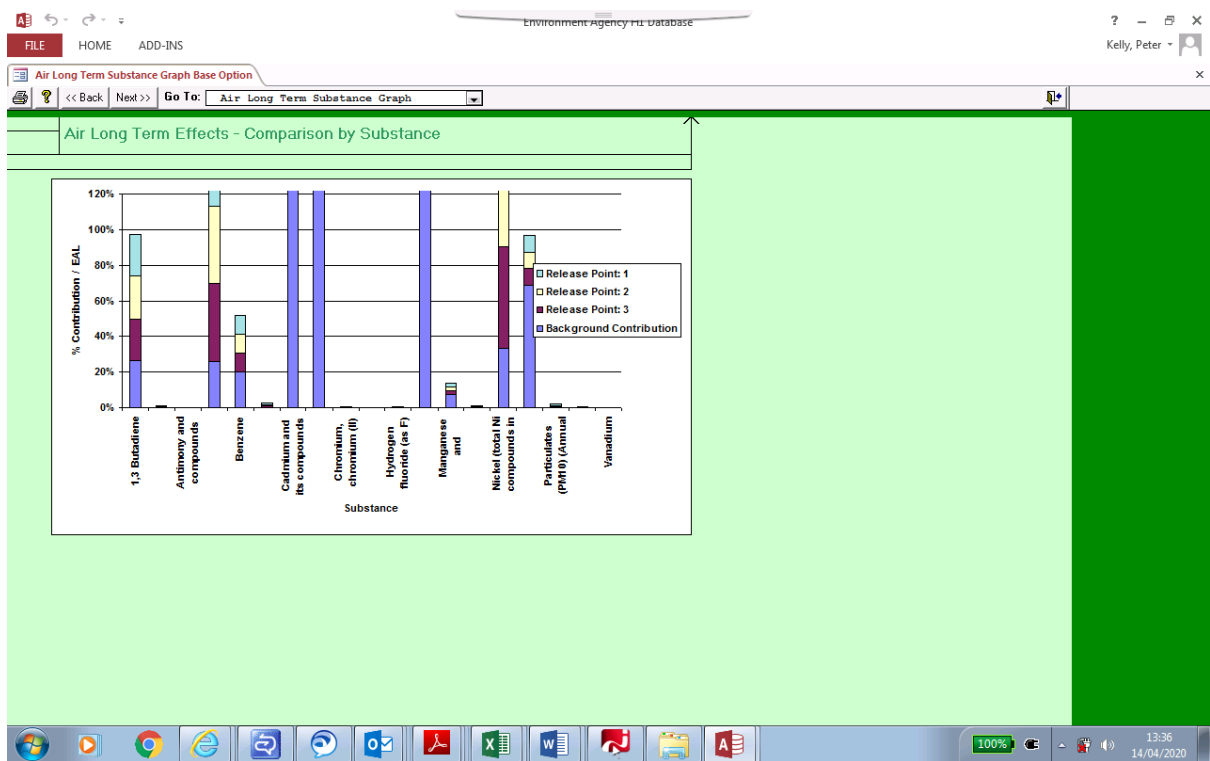 Environment Agency H1 Database
FILE HOME ADD-INS
Kelly, Peter
Air Long Term Substance Graph Base Option
<< Back Next >> Go To: Air Long Term Substance Graph
Air Long Term Effects - Comparison by Substance
120%
100%
80%
60%
40%
20%
0%
% Contribution / EAL
Release Point: 1
Release Point: 2
Release Point: 3
Background Contribution
1,3 Butadiene
Antimony and
compounds
Benzene
Cadmium and
its compounds
Chromium,
chromium (II)
Hydrogen
fluoride (as F)
Manganese
and
Nickel (total Ni
compounds in
Particulates
(PM10) (Annual
Vanadium
Substance
100%
13:36
14/04/2020